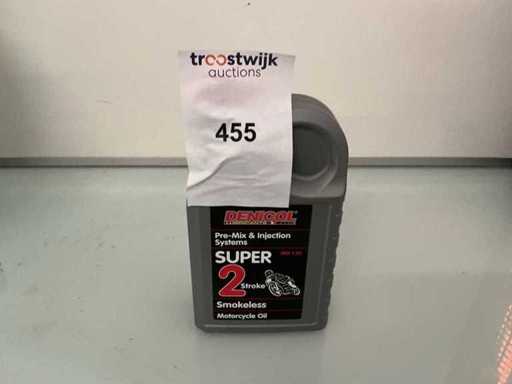 troostwijk
auctions
455
DENICOL
Pre-Mix & Injection
Systems
SUPER
2 Stroke
Smokeless
Motorcycle Oil